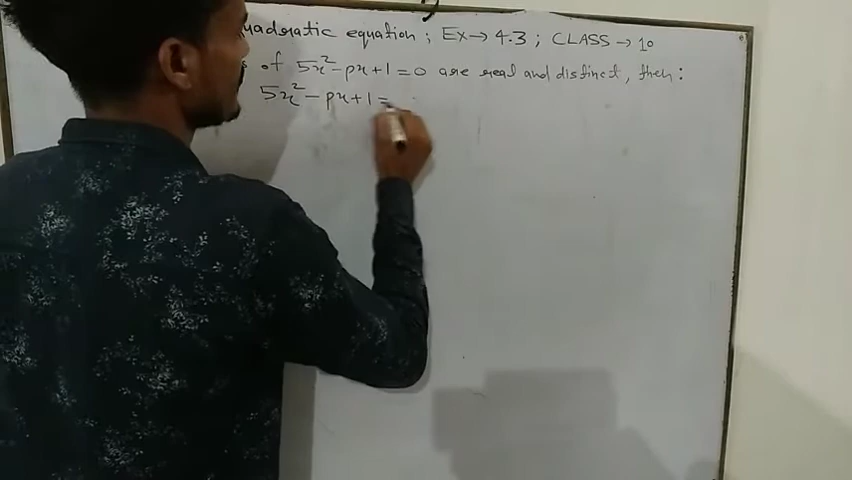 quadratic equation ; Ex → 4.3 ; CLASS → 10
of 5x² - px + 1 = 0 are real and distinct, then :
5x² - px + 1 =